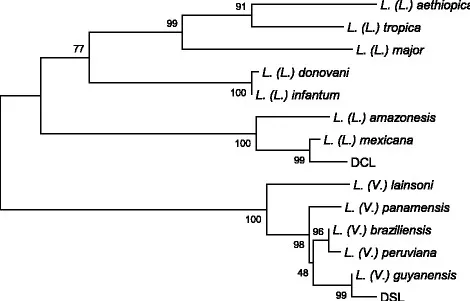 91 L. (L.) aethiopica
99 L. (L.) tropica
77 L. (L.) major
L. (L.) donovani
100 L. (L.) infantum
L. (L.) amazonesis
100 L. (L.) mexicana
99 DCL
L. (V.) lainsoni
100 L. (V.) panamensis
96 L. (V.) braziliensis
98 L. (V.) peruviana
48 L. (V.) guyanensis
99 DSL